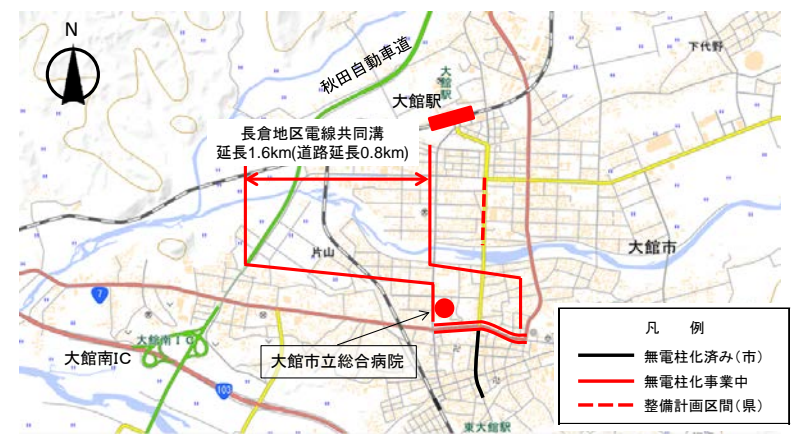 N
秋田自動車道
下代野
大館駅
大館駅
長倉地区電線共同溝
延長1.6km(道路延長0.8km)
大館市
片山
7
大館南IC
大館南IC
103
大館市立総合病院
東大館駅
凡 例
無電柱化済み(市)
無電柱化事業中
整備計画区間(県)